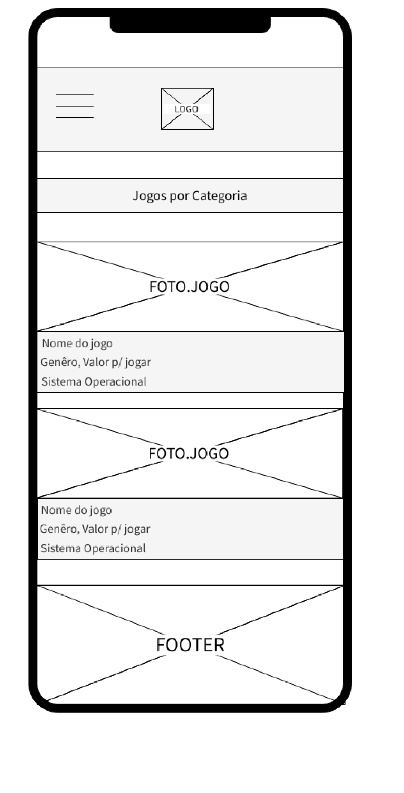 LOGO
Jogos por Categoria
FOTO.JOGO
Nome do jogo
Genêro, Valor p/ jogar
Sistema Operacional
FOTO.JOGO
Nome do jogo
Genêro, Valor p/ jogar
Sistema Operacional
FOOTER